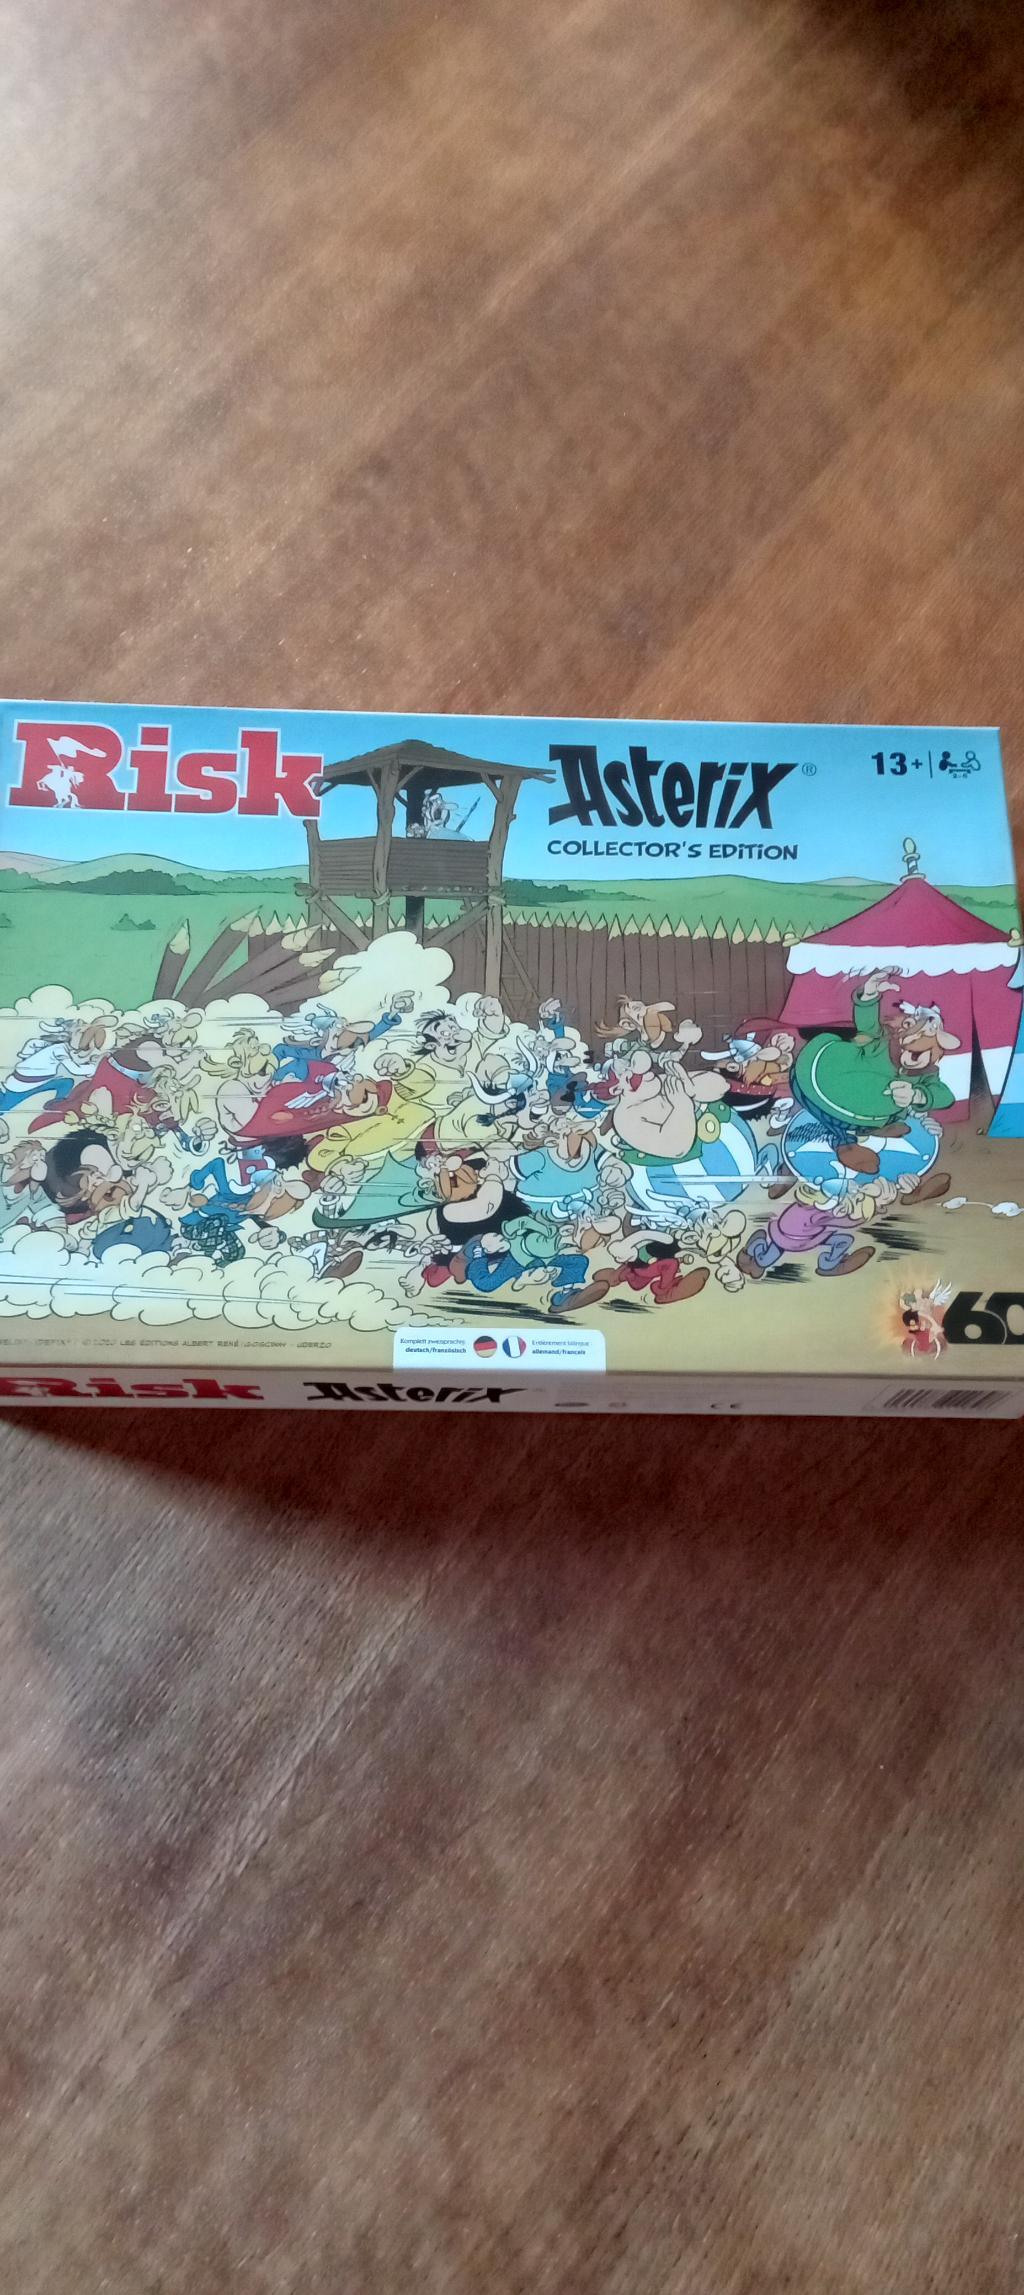 Risk
Asterix®
COLLECTOR'S EDITION
13+
2-5
© 2020 LES ÉDITIONS ALBERT RENÉ / GOSCINNY - UDERZO
Komplett zweisprachig
deutsch/französisch
Entièrement bilingue
allemand/français
60
Risk
Asterix
CE